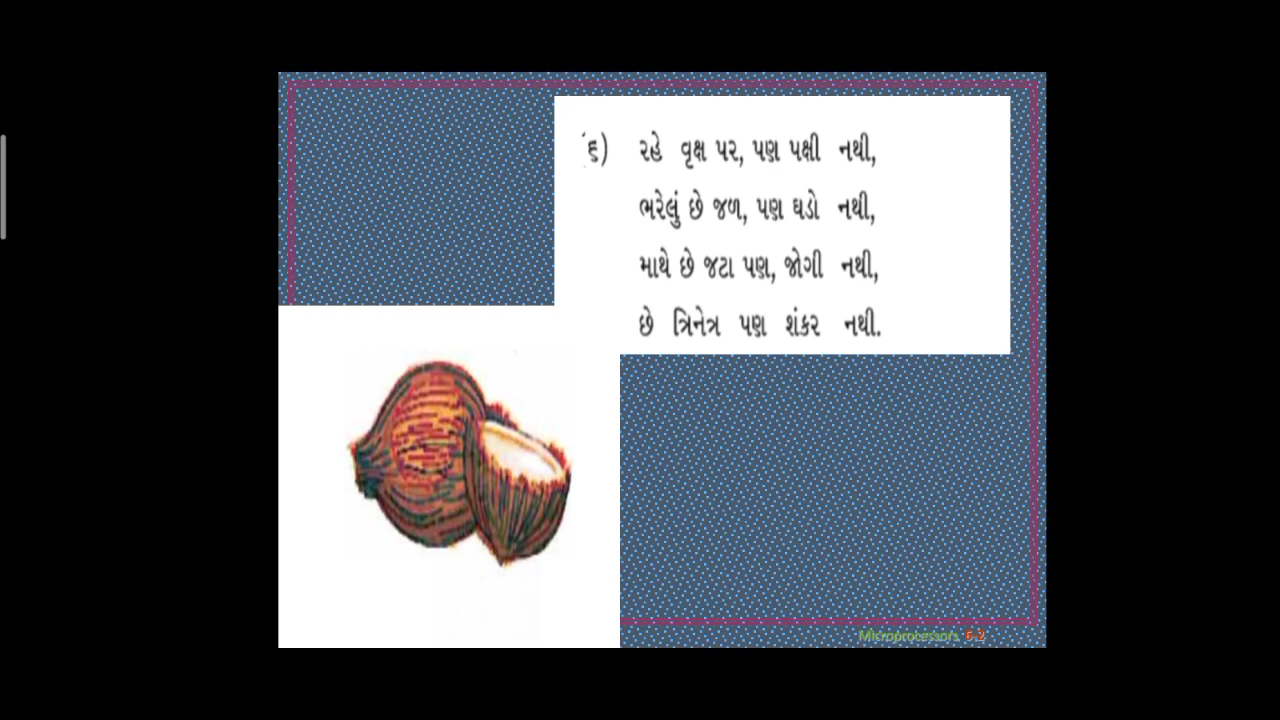 ૬) રહે વૃક્ષ પર, પણ પક્ષી નથી,
ભરેલું છે જળ, પણ ઘડો નથી,
માથે છે જટા પણ, જોગી નથી,
છે ત્રિનેત્ર પણ શંકર નથી.
Microprocessors 6-2